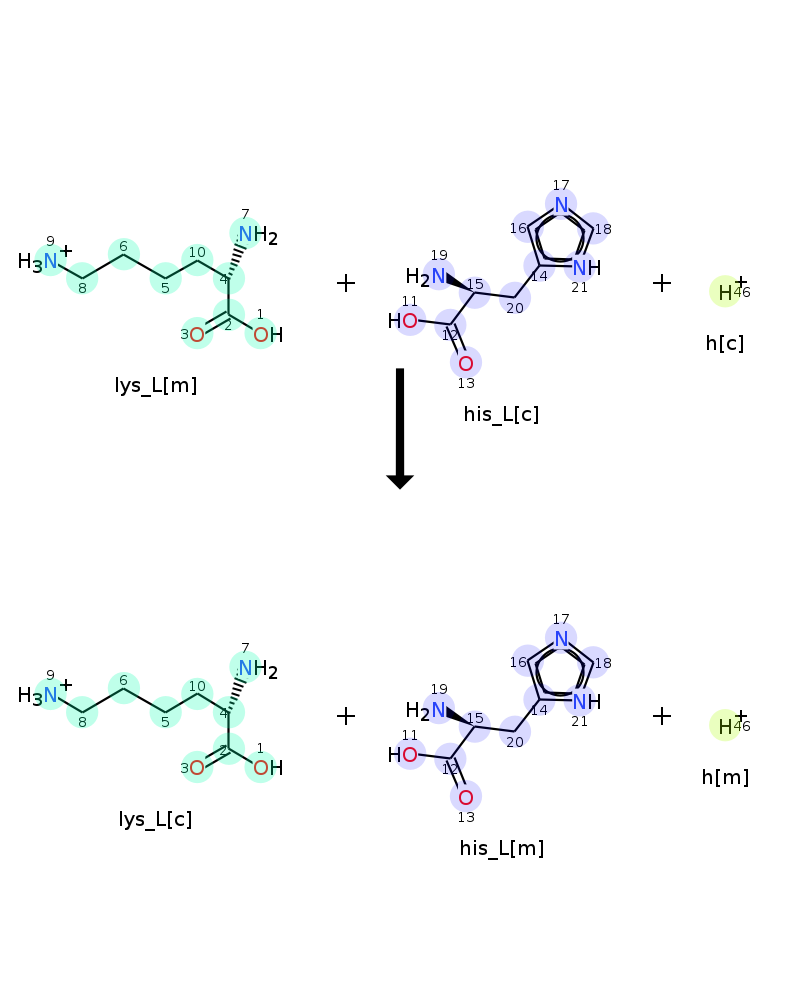 7
NH2
9
H3N+
6
10
8
5
4
2
1
3O
OH
lys_L[m]
+
17
N
16
18
19
H2N
15
14
NH
21
11
HO
12
20
O
13
his_L[c]
+
H+
46
h[c]
7
NH2
9
H3N+
6
10
8
5
4
2
1
3O
OH
lys_L[c]
+
17
N
16
18
19
H2N
15
14
NH
21
11
HO
12
20
O
13
his_L[m]
+
H+
46
h[m]